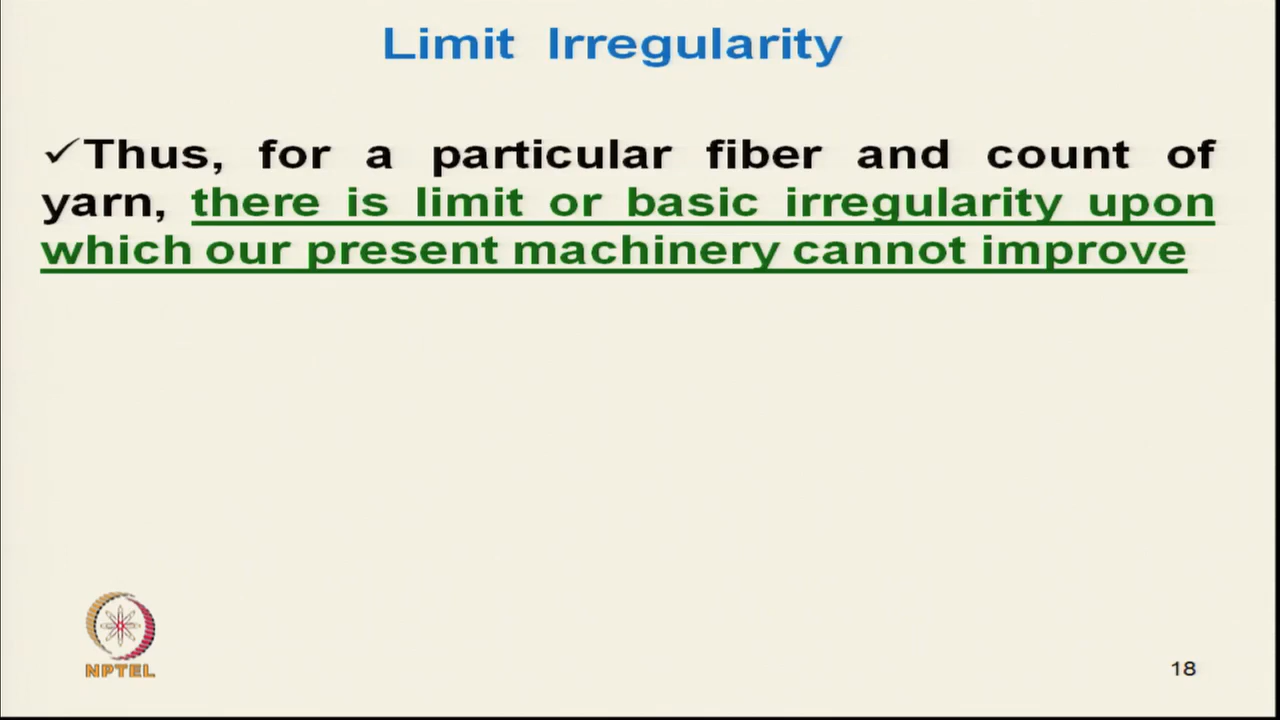 Limit Irregularity
✓Thus, for a particular fiber and count of
yarn, there is limit or basic irregularity upon
which our present machinery cannot improve
NPTEL
18